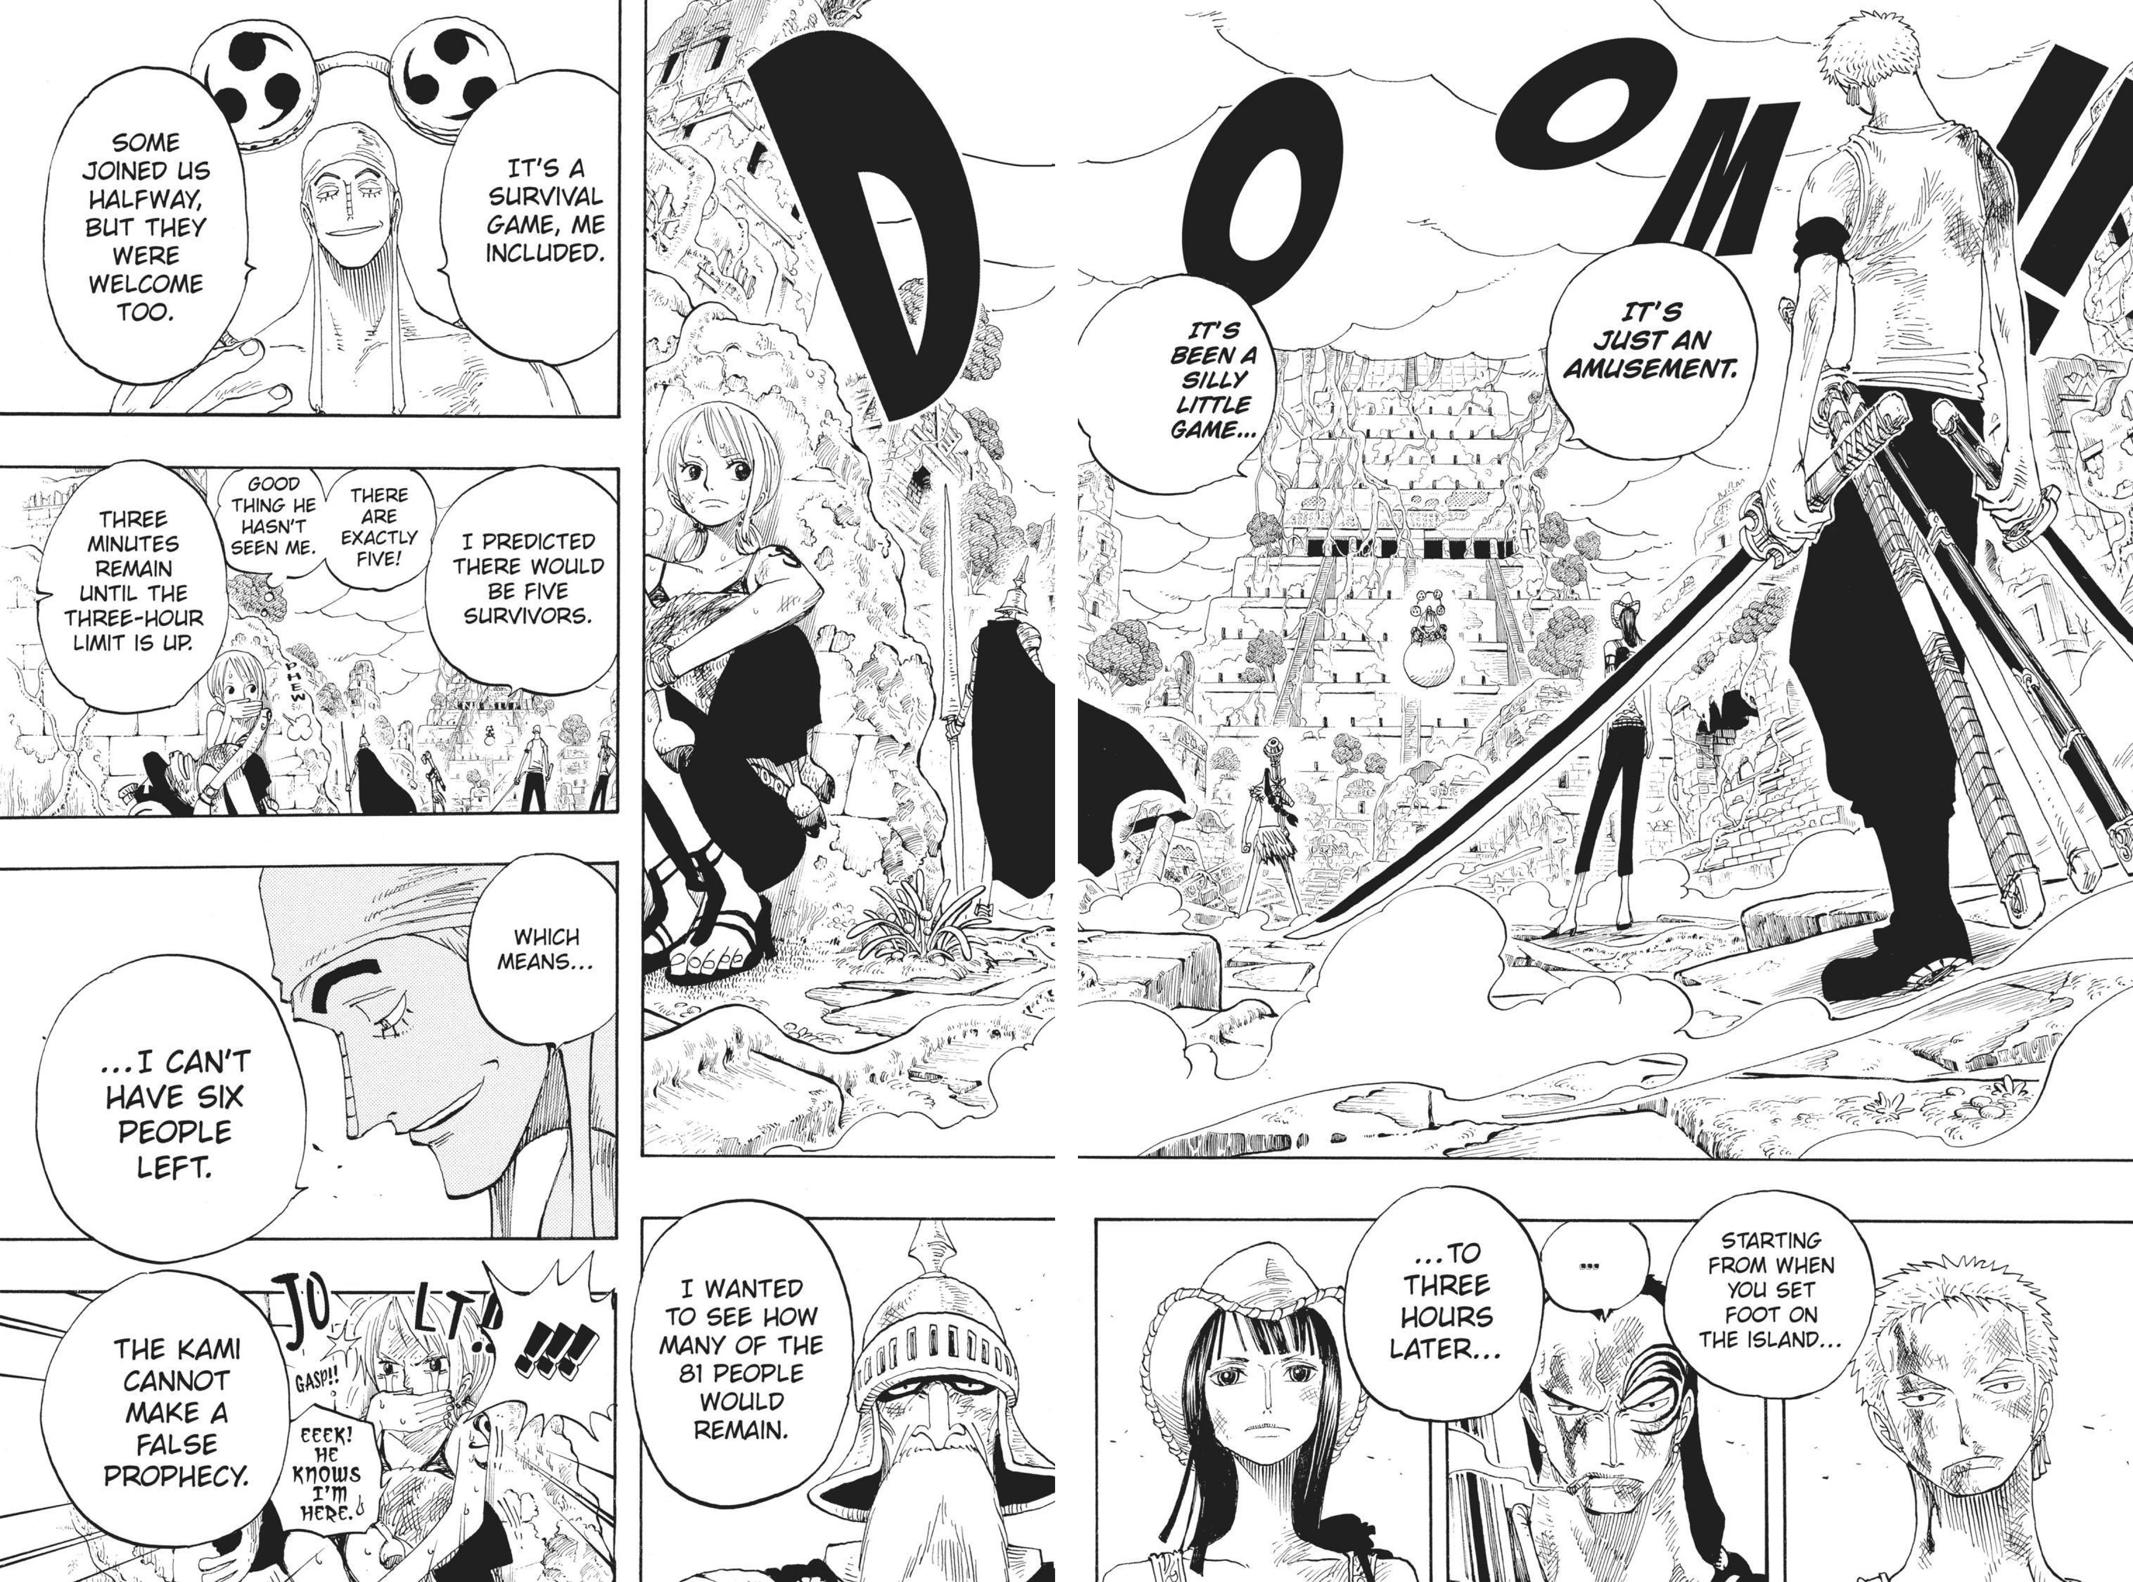 DOOM!!
IT'S
JUST AN
AMUSEMENT.
IT'S
BEEN A
SILLY
LITTLE
GAME...
STARTING
FROM WHEN
YOU SET
FOOT ON
THE ISLAND...
...
...TO
THREE
HOURS
LATER...
I WANTED
TO SEE HOW
MANY OF THE
81 PEOPLE
WOULD
REMAIN.
IT'S A
SURVIVAL
GAME, ME
INCLUDED.
SOME
JOINED US
HALFWAY,
BUT THEY
WERE
WELCOME
TOO.
I PREDICTED
THERE WOULD
BE FIVE
SURVIVORS.
THERE
ARE
EXACTLY
FIVE!
GOOD
THING HE
HASN'T
SEEN ME.
PHEW
THREE
MINUTES
REMAIN
UNTIL THE
THREE-HOUR
LIMIT IS UP.
WHICH
MEANS...
...I CAN'T
HAVE SIX
PEOPLE
LEFT.
!!!!
JOLT!!
GASP!!
EEEK!
HE
KNOWS
I'M
HERE.
THE KAMI
CANNOT
MAKE A
FALSE
PROPHECY.